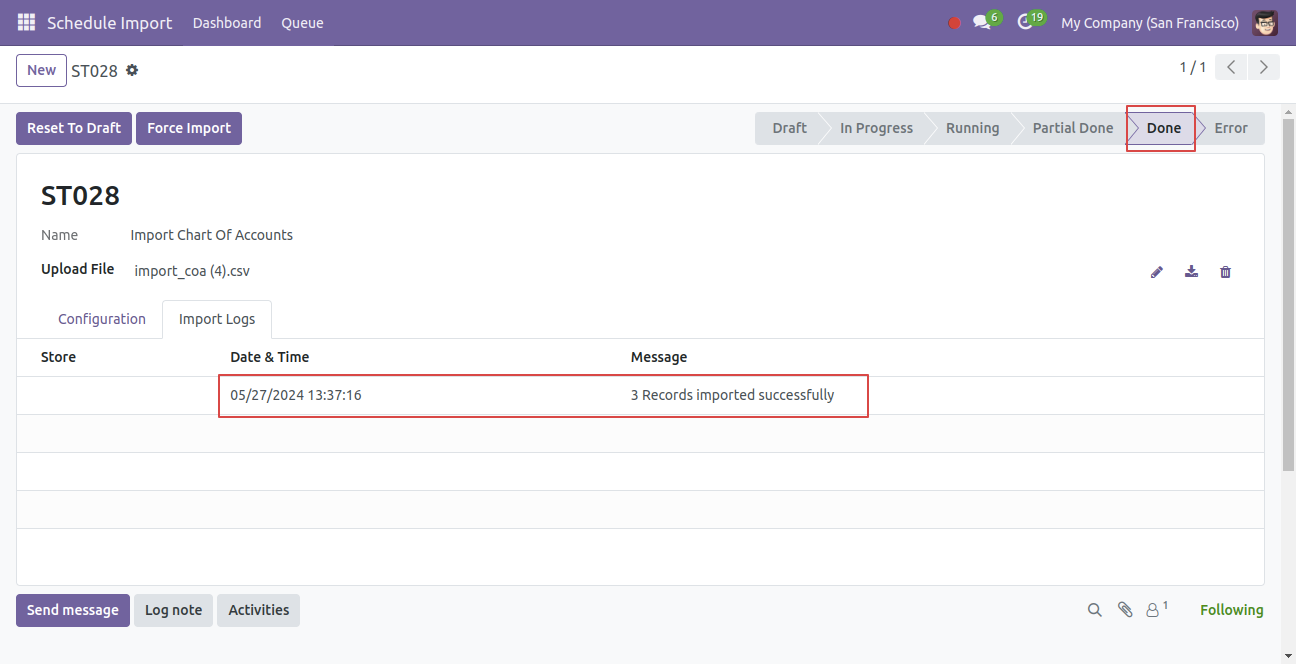 Schedule Import Dashboard Queue 6 19 My Company (San Francisco)
New ST028 1 / 1
Reset To Draft Force Import Draft In Progress Running Partial Done Done Error
ST028
Name Import Chart Of Accounts
Upload File import_coa (4).csv
Configuration Import Logs
Store Date & Time Message
05/27/2024 13:37:16 3 Records imported successfully
Send message Log note Activities 1 Following